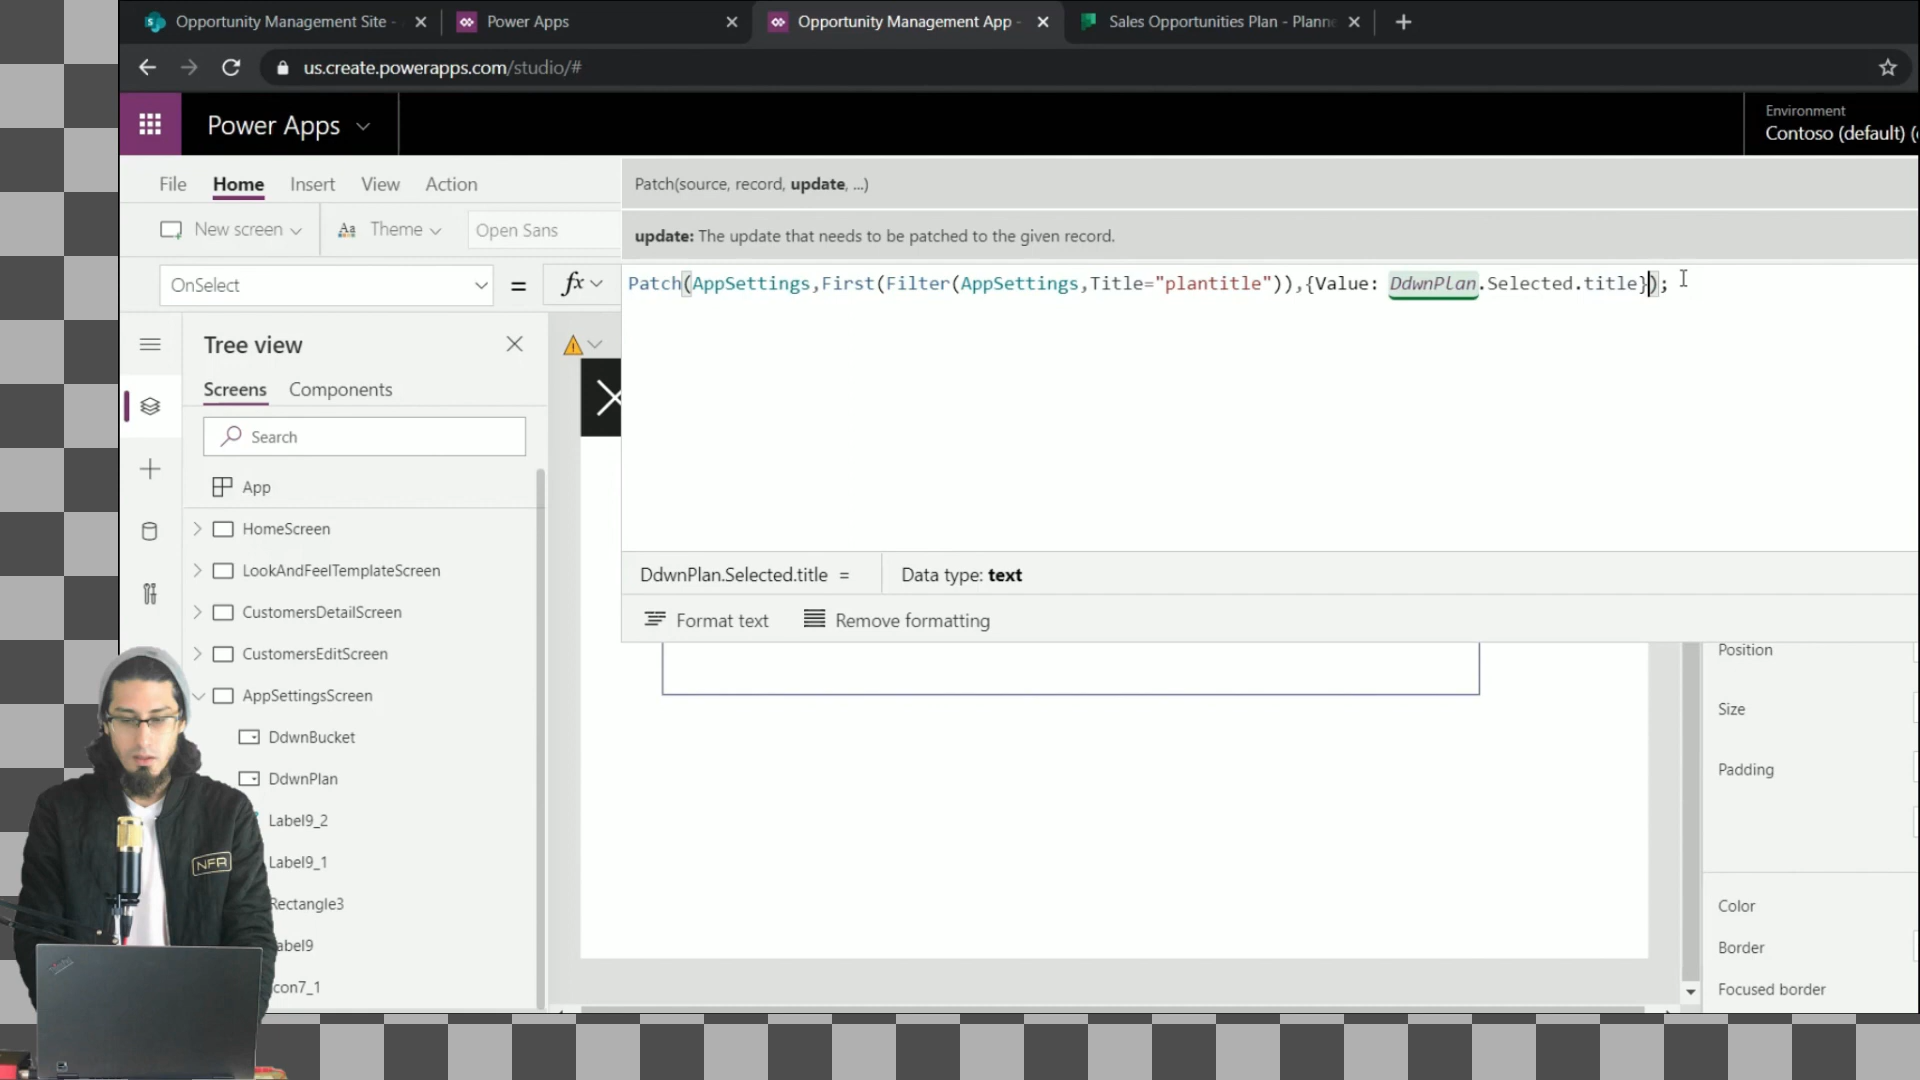 Opportunity Management Site -
Power Apps
Opportunity Management App -
Sales Opportunities Plan - Planne
us.create.powerapps.com/studio/#
Power Apps
Environment
Contoso (default) (
File Home Insert View Action
Patch(source, record, update, ...)
New screen
Theme
Open Sans
update: The update that needs to be patched to the given record.
OnSelect
=
fx
Patch(AppSettings,First(Filter(AppSettings,Title="plantitle")),{Value: DdwnPlan.Selected.title});
Tree view
Screens
Components
Search
App
HomeScreen
LookAndFeelTemplateScreen
DdwnPlan.Selected.title =
Data type: text
CustomersDetailScreen
Format text
Remove formatting
CustomersEditScreen
Position
AppSettingsScreen
Size
DdwnBucket
Padding
DdwnPlan
Label9_2
Label9_1
NFR
Rectangle3
Color
abel9
Border
con7_1
Focused border